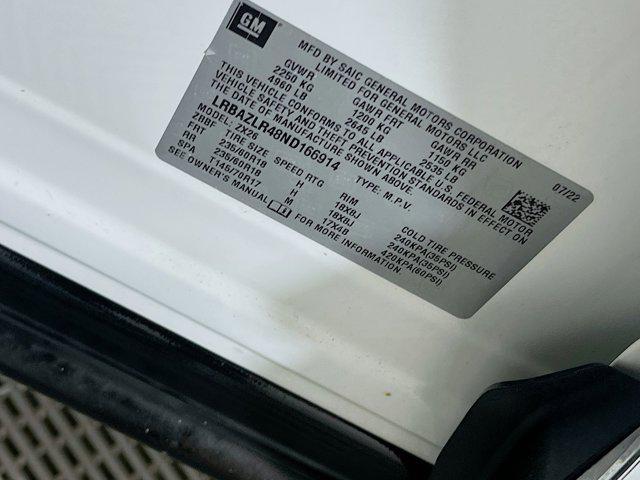 GM
MFD BY SAIC GENERAL MOTORS CORPORATION
LIMITED FOR GENERAL MOTORS LLC
07/22
GVWR GAWR FRT GAWR RR
2250 KG 1200 KG 1150 KG
4960 LB 2645 LB 2535 LB
THIS VEHICLE CONFORMS TO ALL APPLICABLE U.S. FEDERAL MOTOR
VEHICLE SAFETY AND THEFT PREVENTION STANDARDS IN EFFECT ON
THE DATE OF MANUFACTURE SHOWN ABOVE.
LRBAZLR48ND166914 TYPE: M.P.V.
2X26
TIRE SIZE SPEED RTG RIM COLD TIRE PRESSURE
FRT 235/60R18 H 18X8J 240KPA(35PSI)
RR 235/60R18 H 18X8J 240KPA(35PSI)
SPA T145/70R17 M 17X4B 420KPA(60PSI)
SEE OWNER'S MANUAL FOR MORE INFORMATION.